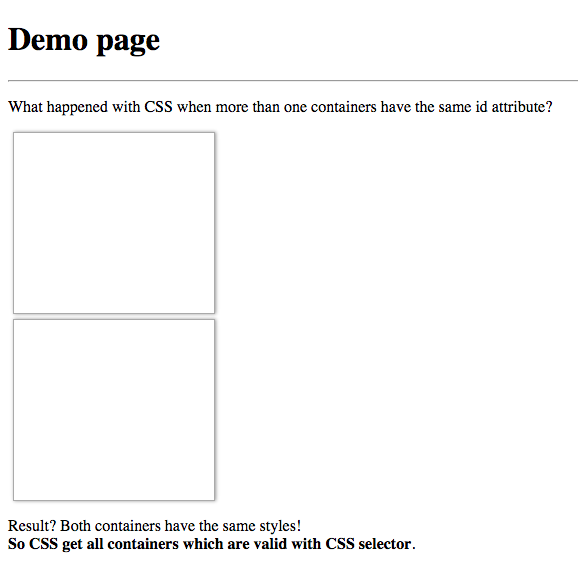 Demo page
What happened with CSS when more than one containers have the same id attribute?
Result? Both containers have the same styles!
So CSS get all containers which are valid with CSS selector.